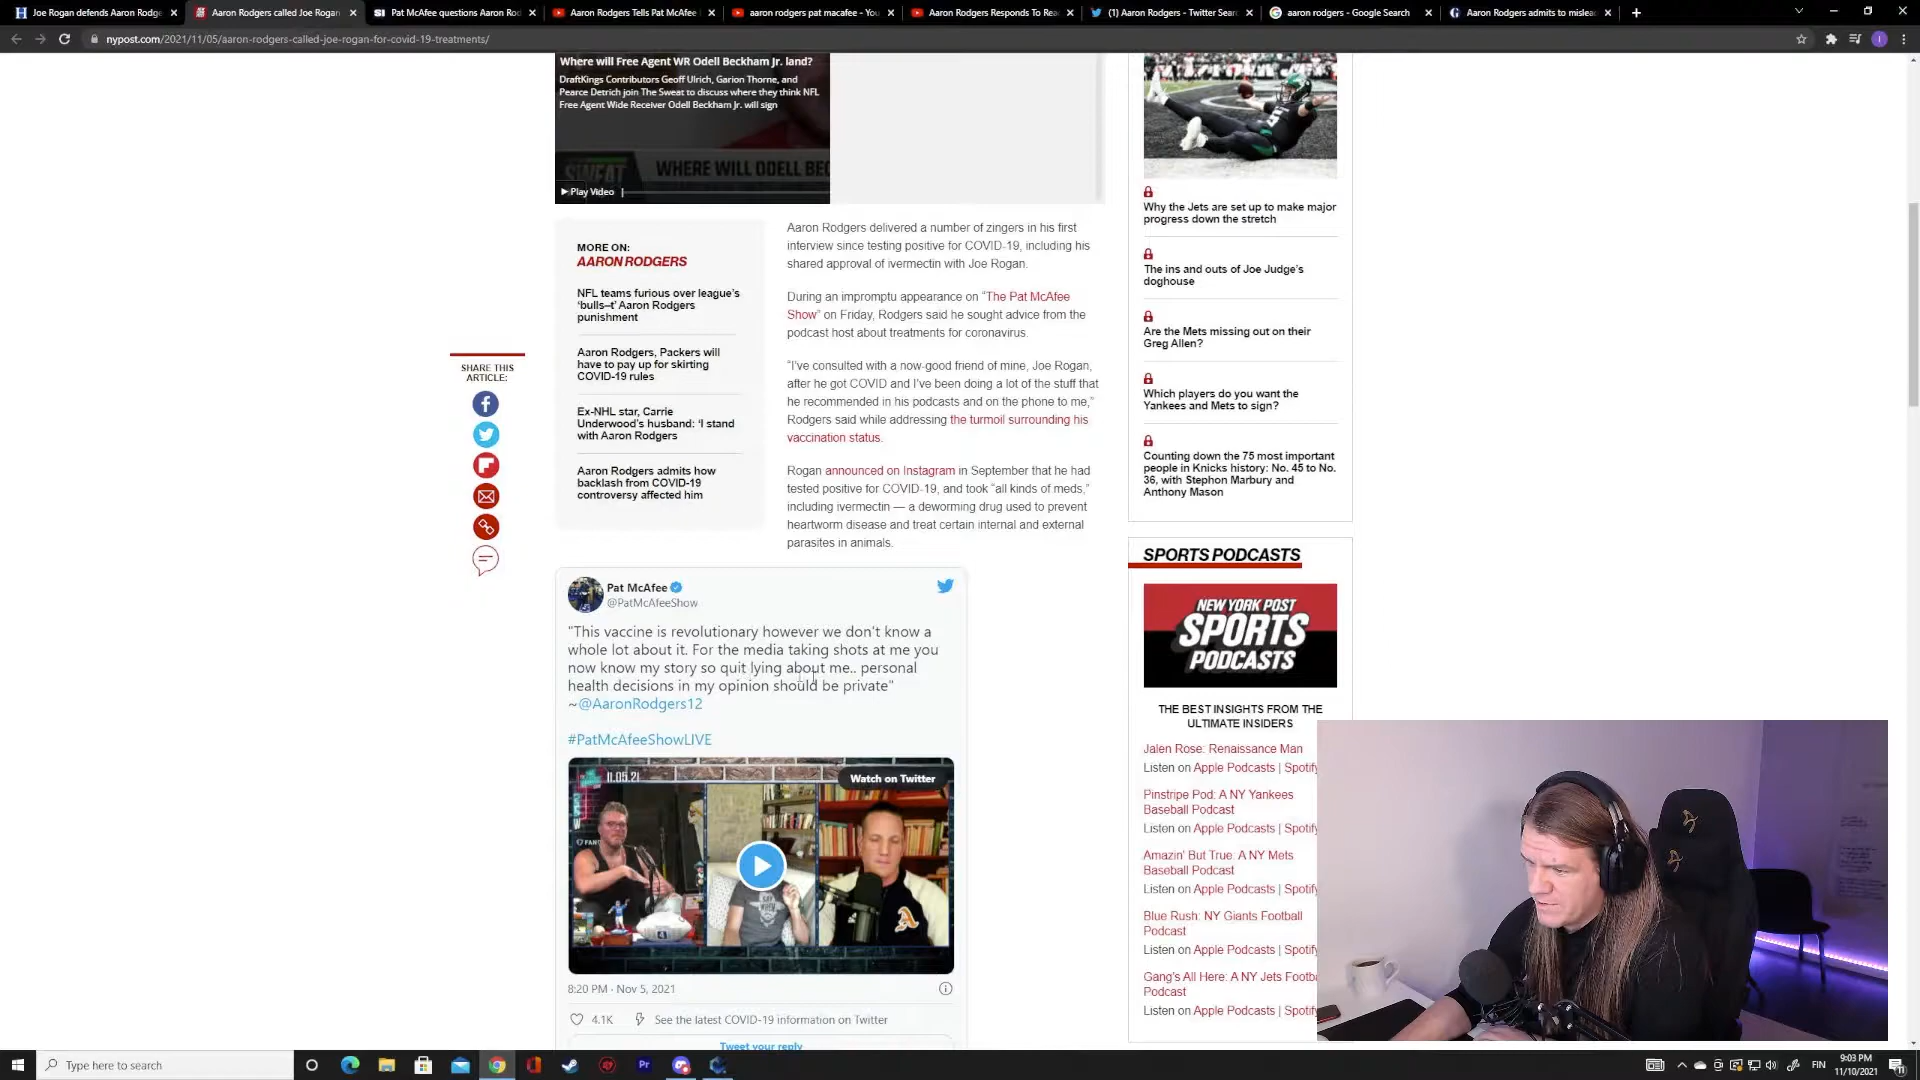 Joe Rogan defends Aaron Rodge
Aaron Rodgers called Joe Rogan
Pat McAfee questions Aaron Rod
Aaron Rodgers Tells Pat McAfee
aaron rodgers pat macafee - You
Aaron Rodgers Responds To Rea
(1) Aaron Rodgers - Twitter Sear
aaron rodgers - Google Search
Aaron Rodgers admits to mislea
nypost.com/2021/11/05/aaron-rodgers-called-joe-rogan-for-covid-19-treatments/
Where will Free Agent WR Odell Beckham Jr. land?
DraftKings Contributors Geoff Ulrich, Garion Thorne, and
Pearce Detrich join The Sweat to discuss where they think NFL
Free Agent Wide Receiver Odell Beckham Jr. will sign
SWEAT
WHERE WILL ODELL BEC
Play Video
SHARE THIS
ARTICLE:
MORE ON:
AARON RODGERS
NFL teams furious over league's
'bulls–t' Aaron Rodgers
punishment
Aaron Rodgers, Packers will
have to pay up for skirting
COVID-19 rules
Ex-NHL star, Carrie
Underwood's husband: 'I stand
with Aaron Rodgers
Aaron Rodgers admits how
backlash from COVID-19
controversy affected him
Aaron Rodgers delivered a number of zingers in his first
interview since testing positive for COVID-19, including his
shared approval of ivermectin with Joe Rogan.
During an impromptu appearance on "The Pat McAfee
Show" on Friday, Rodgers said he sought advice from the
podcast host about treatments for coronavirus.
"I've consulted with a now-good friend of mine, Joe Rogan,
after he got COVID and I've been doing a lot of the stuff that
he recommended in his podcasts and on the phone to me,"
Rodgers said while addressing the turmoil surrounding his
vaccination status.
Rogan announced on Instagram in September that he had
tested positive for COVID-19, and took "all kinds of meds,"
including ivermectin — a deworming drug used to prevent
heartworm disease and treat certain internal and external
parasites in animals.
Pat McAfee
@PatMcAfeeShow
"This vaccine is revolutionary however we don't know a
whole lot about it. For the media taking shots at me you
now know my story so quit lying about me.. personal
health decisions in my opinion should be private"
~@AaronRodgers12
#PatMcAfeeShowLIVE
11.05.21
Watch on Twitter
8:20 PM · Nov 5, 2021
4.1K
See the latest COVID-19 information on Twitter
Tweet your reply
Why the Jets are set up to make major
progress down the stretch
The ins and outs of Joe Judge's
doghouse
Are the Mets missing out on their
Greg Allen?
Which players do you want the
Yankees and Mets to sign?
Counting down the 75 most important
people in Knicks history: No. 45 to No.
36, with Stephon Marbury and
Anthony Mason
SPORTS PODCASTS
NEW YORK POST
SPORTS
PODCASTS
THE BEST INSIGHTS FROM THE
ULTIMATE INSIDERS
Jalen Rose: Renaissance Man
Listen on Apple Podcasts | Spotify
Pinstripe Pod: A NY Yankees
Baseball Podcast
Listen on Apple Podcasts | Spotify
Amazin' But True: A NY Mets
Baseball Podcast
Listen on Apple Podcasts | Spotify
Blue Rush: NY Giants Football
Podcast
Listen on Apple Podcasts | Spotify
Gang's All Here: A NY Jets Footba
Podcast
Listen on Apple Podcasts | Spotify
Type here to search
FIN
9:03 PM
11/10/2021